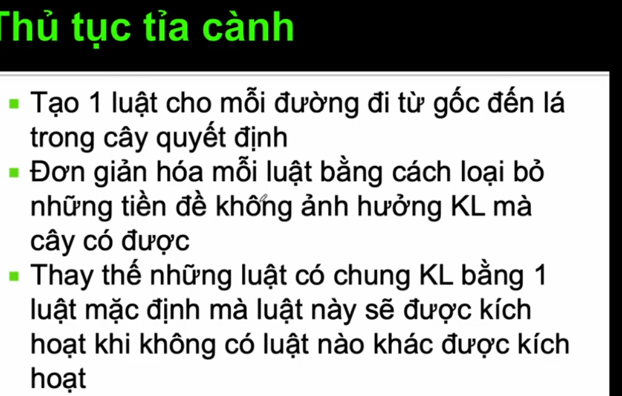 Thủ tục tỉa cành
Tạo 1 luật cho mỗi đường đi từ gốc đến lá
trong cây quyết định
Đơn giản hóa mỗi luật bằng cách loại bỏ
những tiền đề không ảnh hưởng KL mà
cây có được
Thay thế những luật có chung KL bằng 1
luật mặc định mà luật này sẽ được kích
hoạt khi không có luật nào khác được kích
hoạt